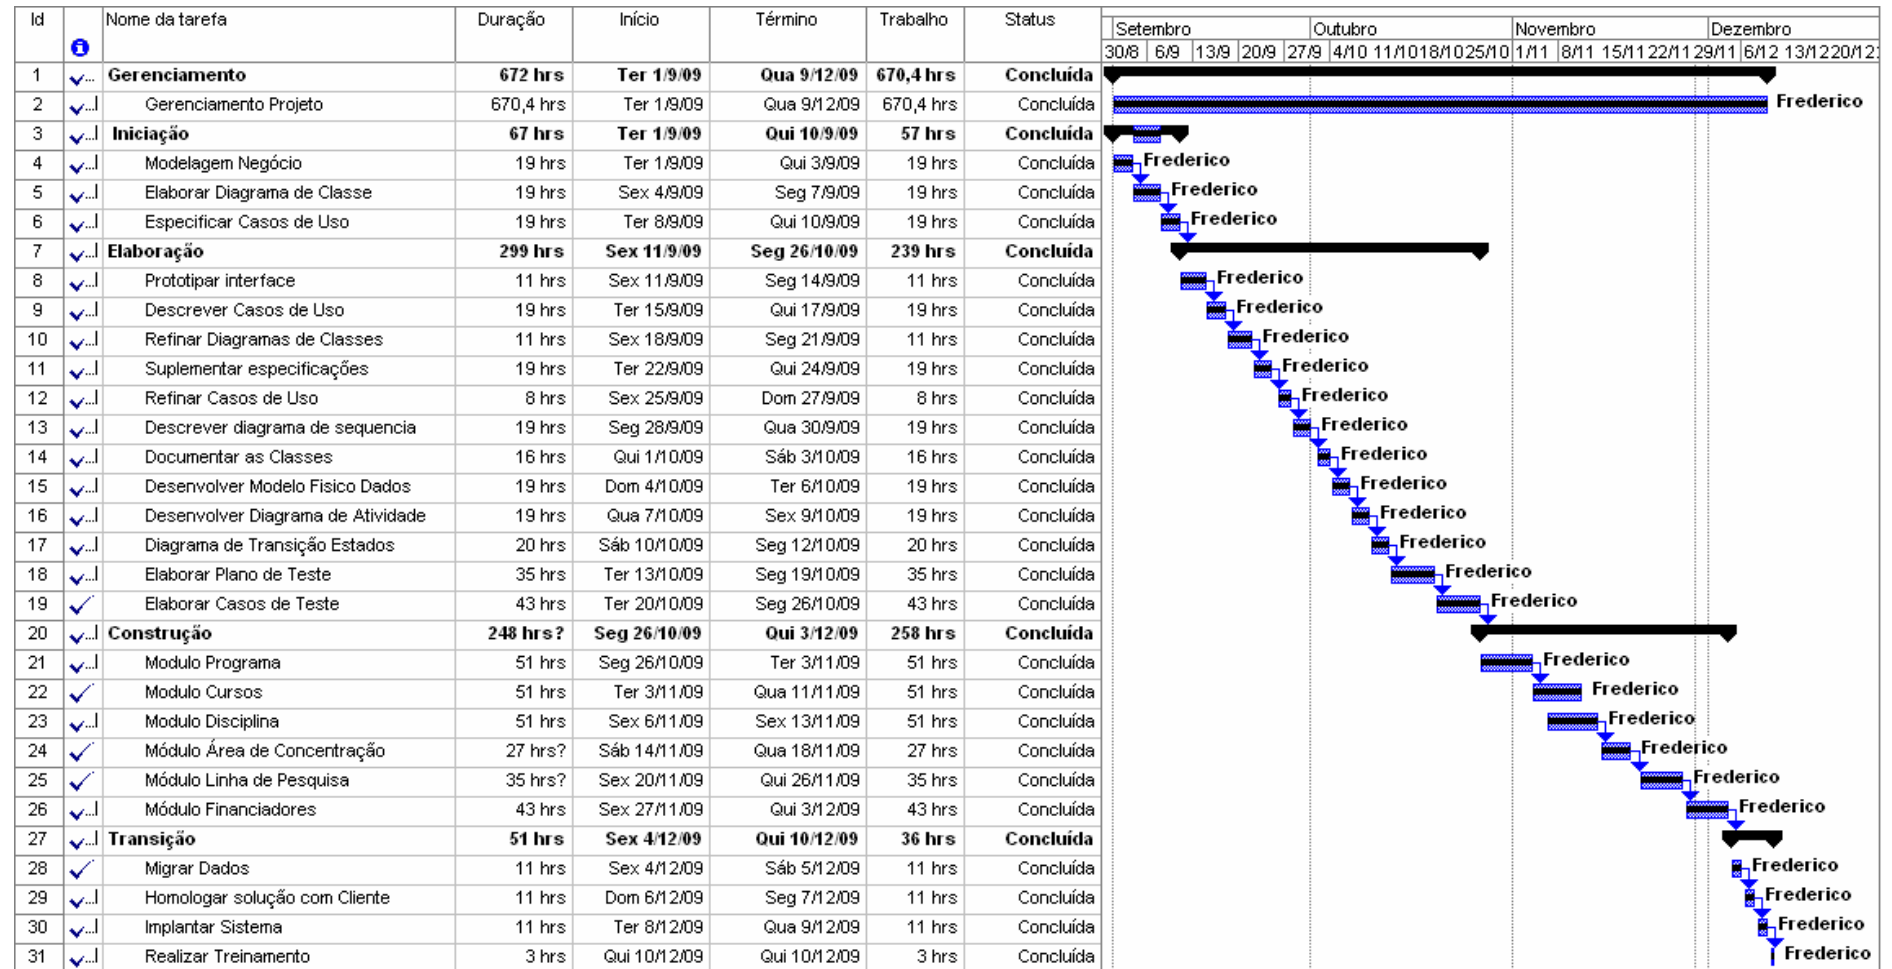 Id Nome da tarefa Duração Início Término Trabalho Status
Setembro Outubro Novembro Dezembro
30/8 6/9 13/9 20/9 27/9 4/10 11/10 18/10 25/10 1/11 8/11 15/11 22/11 29/11 6/12 13/12 20/12
1 Gerenciamento 672 hrs Ter 1/9/09 Qua 9/12/09 670,4 hrs Concluída
2 Gerenciamento Projeto 670,4 hrs Ter 1/9/09 Qua 9/12/09 670,4 hrs Concluída Frederico
3 Iniciação 67 hrs Ter 1/9/09 Qui 10/9/09 57 hrs Concluída
4 Modelagem Negócio 19 hrs Ter 1/9/09 Qui 3/9/09 19 hrs Concluída Frederico
5 Elaborar Diagrama de Classe 19 hrs Sex 4/9/09 Seg 7/9/09 19 hrs Concluída Frederico
6 Especificar Casos de Uso 19 hrs Ter 8/9/09 Qui 10/9/09 19 hrs Concluída Frederico
7 Elaboração 299 hrs Sex 11/9/09 Seg 26/10/09 239 hrs Concluída
8 Prototipar interface 11 hrs Sex 11/9/09 Seg 14/9/09 11 hrs Concluída Frederico
9 Descrever Casos de Uso 19 hrs Ter 15/9/09 Qui 17/9/09 19 hrs Concluída Frederico
10 Refinar Diagramas de Classes 11 hrs Sex 18/9/09 Seg 21/9/09 11 hrs Concluída Frederico
11 Suplementar especificações 19 hrs Ter 22/9/09 Qui 24/9/09 19 hrs Concluída Frederico
12 Refinar Casos de Uso 8 hrs Sex 25/9/09 Dom 27/9/09 8 hrs Concluída Frederico
13 Descrever diagrama de sequencia 19 hrs Seg 28/9/09 Qua 30/9/09 19 hrs Concluída Frederico
14 Documentar as Classes 16 hrs Qui 1/10/09 Sáb 3/10/09 16 hrs Concluída Frederico
15 Desenvolver Modelo Fisico Dados 19 hrs Dom 4/10/09 Ter 6/10/09 19 hrs Concluída Frederico
16 Desenvolver Diagrama de Atividade 19 hrs Qua 7/10/09 Sex 9/10/09 19 hrs Concluída Frederico
17 Diagrama de Transição Estados 20 hrs Sáb 10/10/09 Seg 12/10/09 20 hrs Concluída Frederico
18 Elaborar Plano de Teste 35 hrs Ter 13/10/09 Seg 19/10/09 35 hrs Concluída Frederico
19 Elaborar Casos de Teste 43 hrs Ter 20/10/09 Seg 26/10/09 43 hrs Concluída Frederico
20 Construção 248 hrs? Seg 26/10/09 Qui 3/12/09 258 hrs Concluída
21 Modulo Programa 51 hrs Seg 26/10/09 Ter 3/11/09 51 hrs Concluída Frederico
22 Modulo Cursos 51 hrs Ter 3/11/09 Qua 11/11/09 51 hrs Concluída Frederico
23 Modulo Disciplina 51 hrs Sex 6/11/09 Sex 13/11/09 51 hrs Concluída Frederico
24 Módulo Área de Concentração 27 hrs? Sáb 14/11/09 Qua 18/11/09 27 hrs Concluída Frederico
25 Módulo Linha de Pesquisa 35 hrs? Sex 20/11/09 Qui 26/11/09 35 hrs Concluída Frederico
26 Módulo Financiadores 43 hrs Sex 27/11/09 Qui 3/12/09 43 hrs Concluída Frederico
27 Transição 51 hrs Sex 4/12/09 Qui 10/12/09 36 hrs Concluída
28 Migrar Dados 11 hrs Sex 4/12/09 Sáb 5/12/09 11 hrs Concluída Frederico
29 Homologar solução com Cliente 11 hrs Dom 6/12/09 Seg 7/12/09 11 hrs Concluída Frederico
30 Implantar Sistema 11 hrs Ter 8/12/09 Qua 9/12/09 11 hrs Concluída Frederico
31 Realizar Treinamento 3 hrs Qui 10/12/09 Qui 10/12/09 3 hrs Concluída Frederico